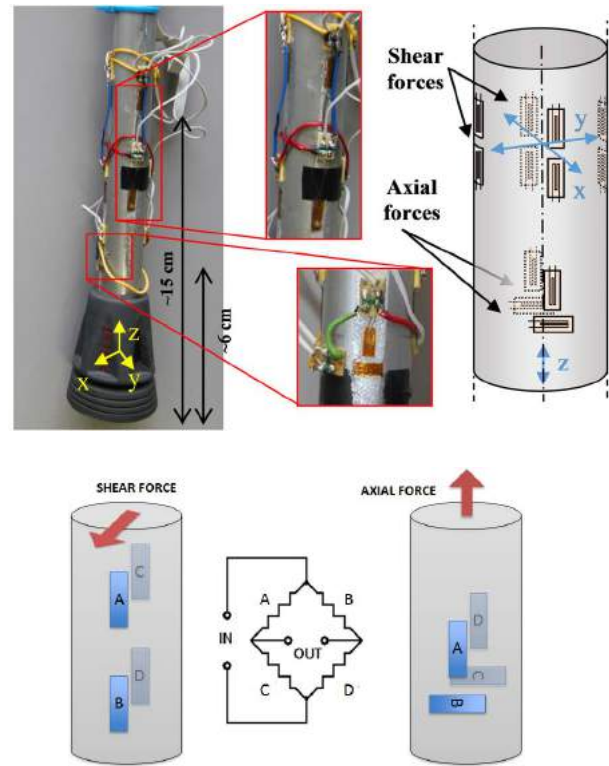 ~15 cm
~6 cm
z
x
y
Shear
forces
y
x
Axial
forces
z
SHEAR FORCE
A
C
B
D
IN
A
B
OUT
C
D
AXIAL FORCE
D
A
C
B